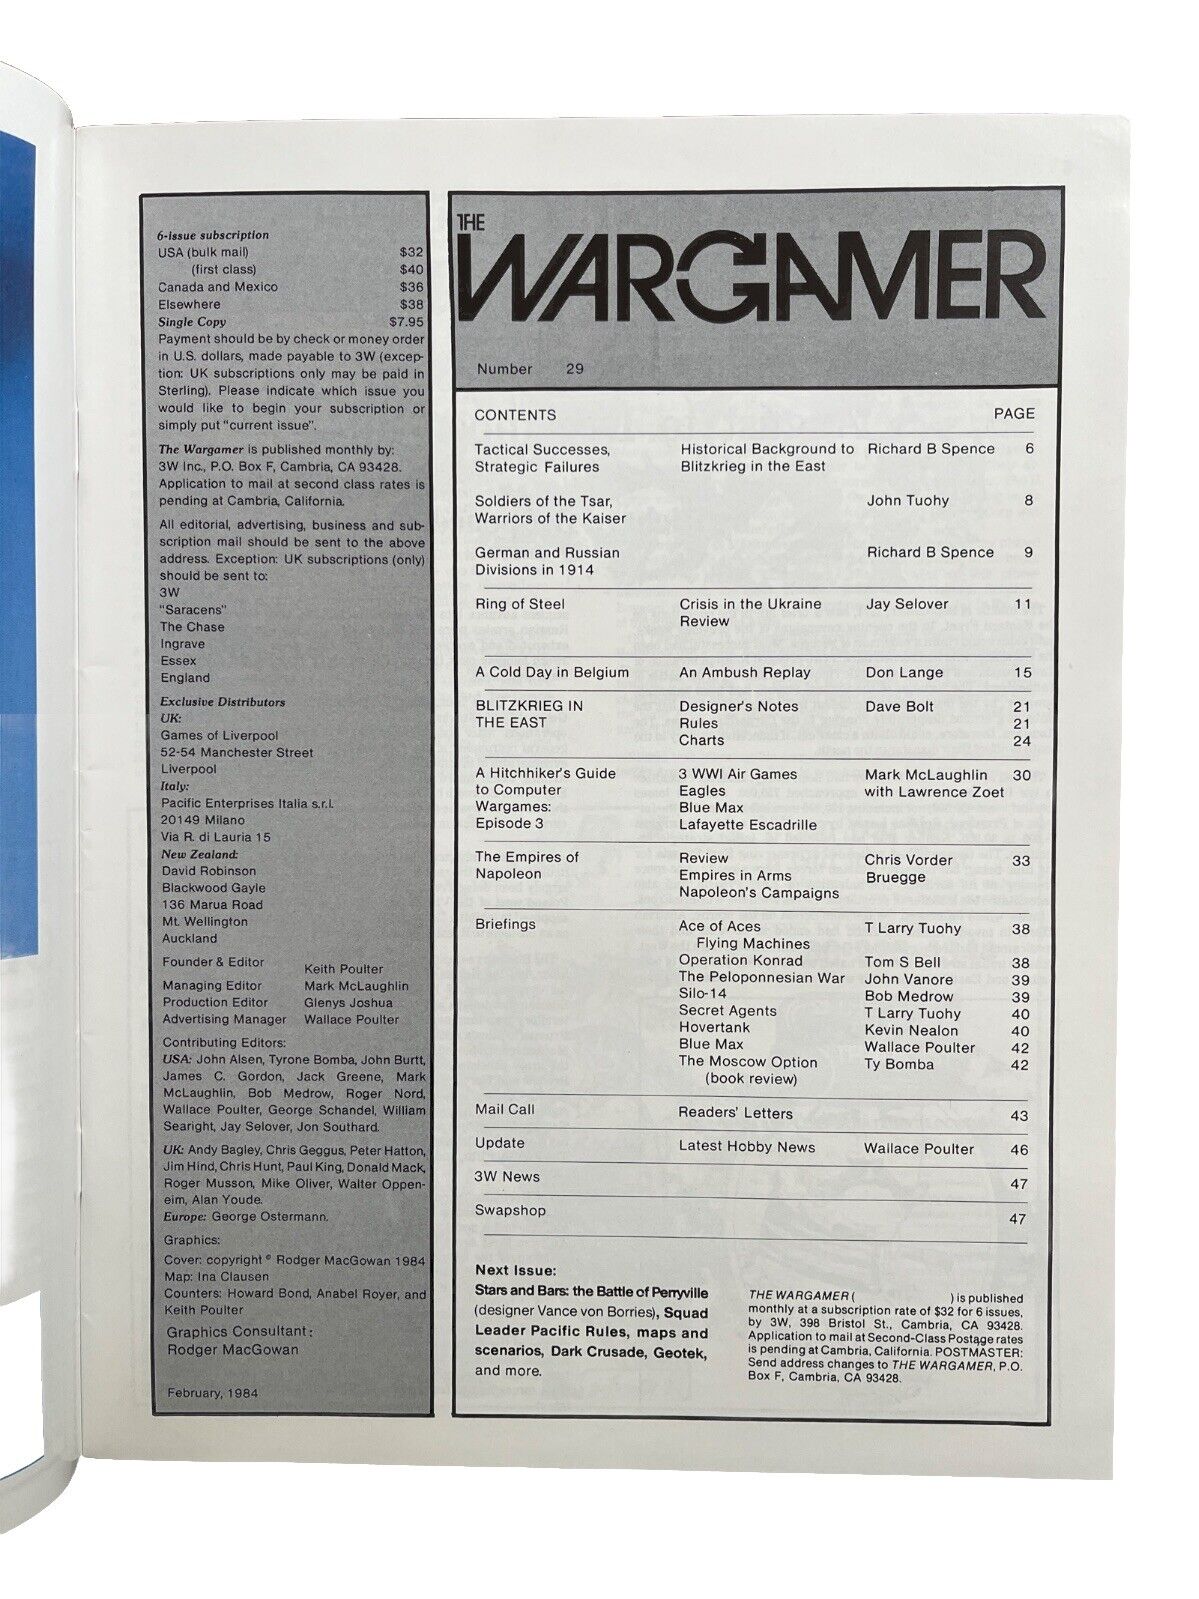 6-issue subscription
USA (bulk mail) $32
(first class) $40
Canada and Mexico $36
Elsewhere $38
Single Copy $7.95
Payment should be by check or money order
in U.S. dollars, made payable to 3W (excep-
tion: UK subscriptions only may be paid in
Sterling). Please indicate which issue you
would like to begin your subscription or
simply put "current issue".
The Wargamer is published monthly by:
3W Inc., P.O. Box F, Cambria, CA 93428.
Application to mail at second class rates is
pending at Cambria, California.
All editorial, advertising, business and sub-
scription mail should be sent to the above
address. Exception: UK subscriptions (only)
should be sent to:
3W
"Saracens"
The Chase
Ingrave
Essex
England
Exclusive Distributors
UK:
Games of Liverpool
52-54 Manchester Street
Liverpool
Italy:
Pacific Enterprises Italia s.r.l.
20149 Milano
Via R. di Lauria 15
New Zealand:
David Robinson
Blackwood Gayle
136 Marua Road
Mt. Wellington
Auckland
Founder & Editor Keith Poulter
Managing Editor Mark McLaughlin
Production Editor Glenys Joshua
Advertising Manager Wallace Poulter
Contributing Editors:
USA: John Alsen, Tyrone Bomba, John Burtt,
James C. Gordon, Jack Greene, Mark
McLaughlin, Bob Medrow, Roger Nord,
Wallace Poulter, George Schandel, William
Searight, Jay Selover, Jon Southard.
UK: Andy Bagley, Chris Geggus, Peter Hatton,
Jim Hind, Chris Hunt, Paul King, Donald Mack,
Roger Musson, Mike Oliver, Walter Oppen-
eim, Alan Youde.
Europe: George Ostermann.
Graphics:
Cover: copyright © Rodger MacGowan 1984
Map: Ina Clausen
Counters: Howard Bond, Anabel Royer, and
Keith Poulter
Graphics Consultant:
Rodger MacGowan
February, 1984
THE
WARGAMER
Number 29
CONTENTS PAGE
Tactical Successes, Historical Background to Richard B Spence 6
Strategic Failures Blitzkrieg in the East
Soldiers of the Tsar, John Tuohy 8
Warriors of the Kaiser
German and Russian Richard B Spence 9
Divisions in 1914
Ring of Steel Crisis in the Ukraine Jay Selover 11
Review
A Cold Day in Belgium An Ambush Replay Don Lange 15
BLITZKRIEG IN Designer's Notes Dave Bolt 21
THE EAST Rules 21
Charts 24
A Hitchhiker's Guide 3 WWI Air Games Mark McLaughlin 30
to Computer Eagles with Lawrence Zoet
Wargames: Blue Max
Episode 3 Lafayette Escadrille
The Empires of Review Chris Vorder 33
Napoleon Empires in Arms Bruegge
Napoleon's Campaigns
Briefings Ace of Aces T Larry Tuohy 38
Flying Machines
Operation Konrad Tom S Bell 38
The Peloponnesian War John Vanore 39
Silo-14 Bob Medrow 39
Secret Agents T Larry Tuohy 40
Hovertank Kevin Nealon 40
Blue Max Wallace Poulter 42
The Moscow Option Ty Bomba 42
(book review)
Mail Call Readers' Letters 43
Update Latest Hobby News Wallace Poulter 46
3W News 47
Swapshop 47
Next Issue:
Stars and Bars: the Battle of Perryville
(designer Vance von Borries), Squad
Leader Pacific Rules, maps and
scenarios, Dark Crusade, Geotek,
and more.
THE WARGAMER ( ) is published
monthly at a subscription rate of $32 for 6 issues,
by 3W, 398 Bristol St., Cambria, CA 93428.
Application to mail at Second-Class Postage rates
is pending at Cambria, California. POSTMASTER:
Send address changes to THE WARGAMER, P.O.
Box F, Cambria, CA 93428.